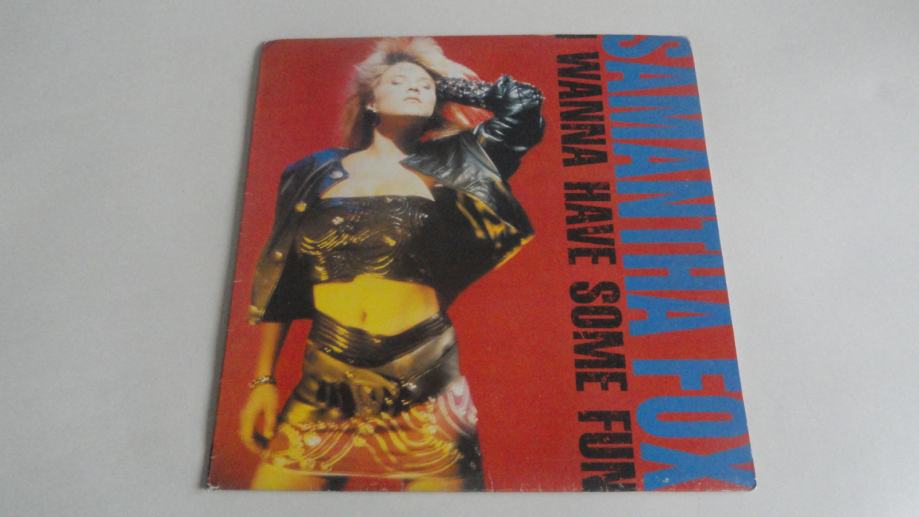 SAMANTHA FOX
I WANNA HAVE SOME FUN